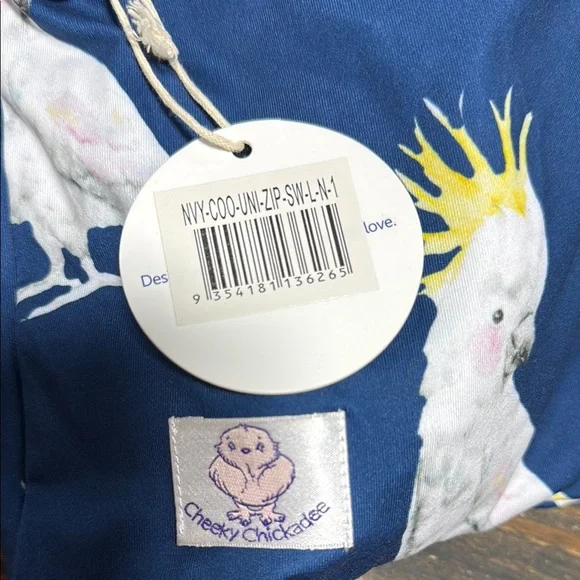 NVY-COO-UNI-ZIP-SW-L-N-1
Des love.
9 354181 136265
Cheeky Chickadee